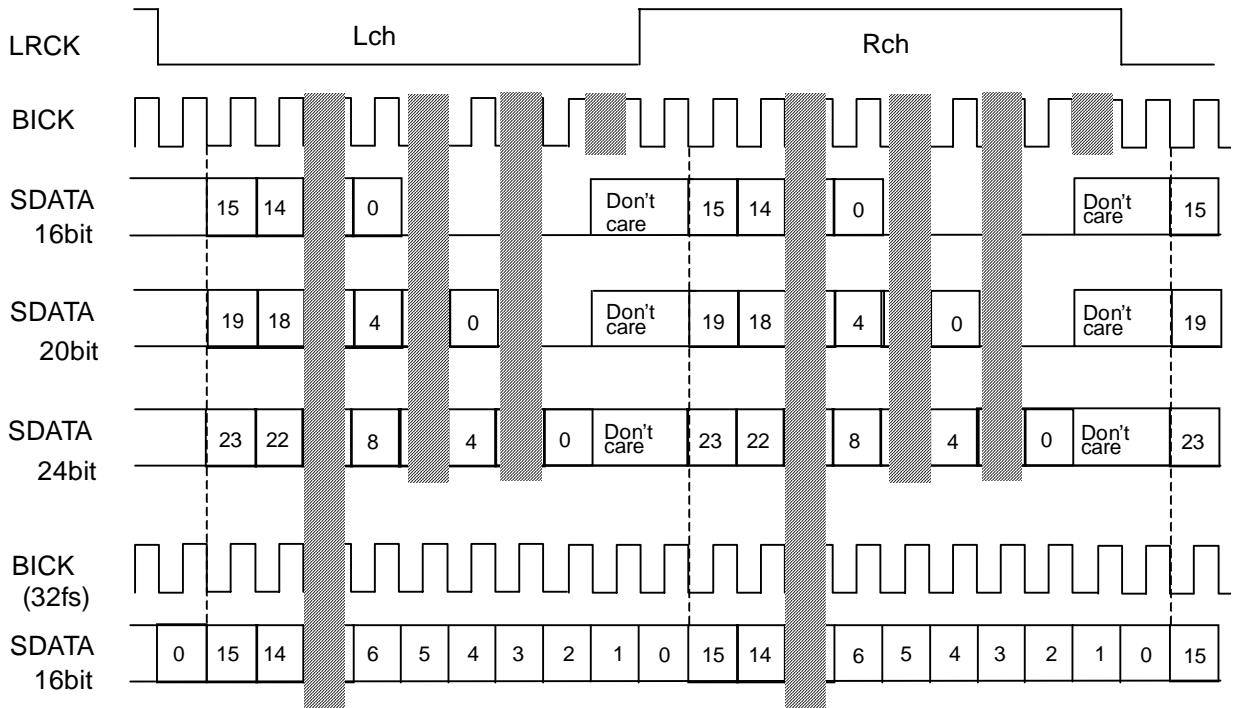 LRCK Lch Rch
BICK
SDATA 15 14 0 Don't 15 14 0 Don't 15
16bit care care
SDATA 19 18 4 0 Don't 19 18 4 0 Don't 19
20bit care care
SDATA 23 22 8 4 0 Don't 23 22 8 4 0 Don't 23
24bit care care
BICK
(32fs)
SDATA 0 15 14 6 5 4 3 2 1 0 15 14 6 5 4 3 2 1 0 15
16bit